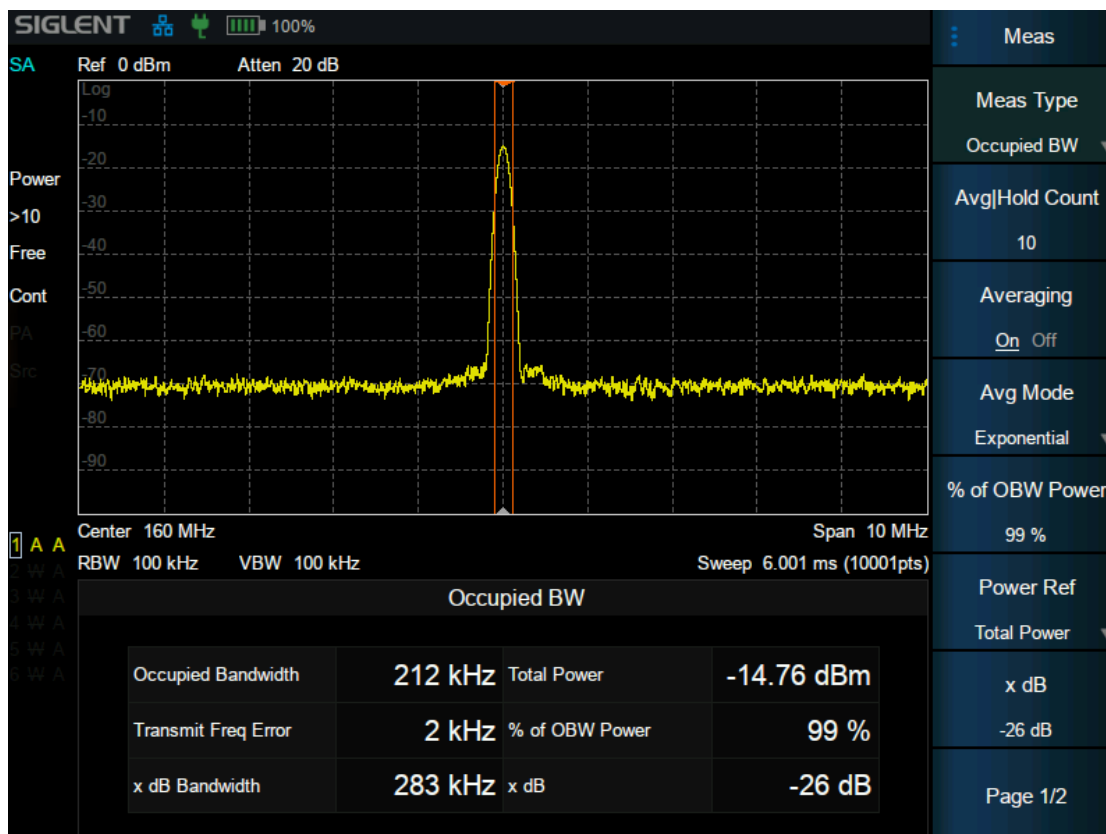 SIGLENT 100%
SA
Ref 0 dBm Atten 20 dB
Log
-10
-20
-30
-40
-50
-60
-70
-80
-90
Power
>10
Free
Cont
PA
Src
Center 160 MHz Span 10 MHz
RBW 100 kHz VBW 100 kHz Sweep 6.001 ms (10001pts)
1 A A
2 W A
3 W A
4 W A
5 W A
6 W A
Occupied BW
Occupied Bandwidth 212 kHz Total Power -14.76 dBm
Transmit Freq Error 2 kHz % of OBW Power 99 %
x dB Bandwidth 283 kHz x dB -26 dB
Meas
Meas Type
Occupied BW
Avg|Hold Count
10
Averaging
On Off
Avg Mode
Exponential
% of OBW Power
99 %
Power Ref
Total Power
x dB
-26 dB
Page 1/2